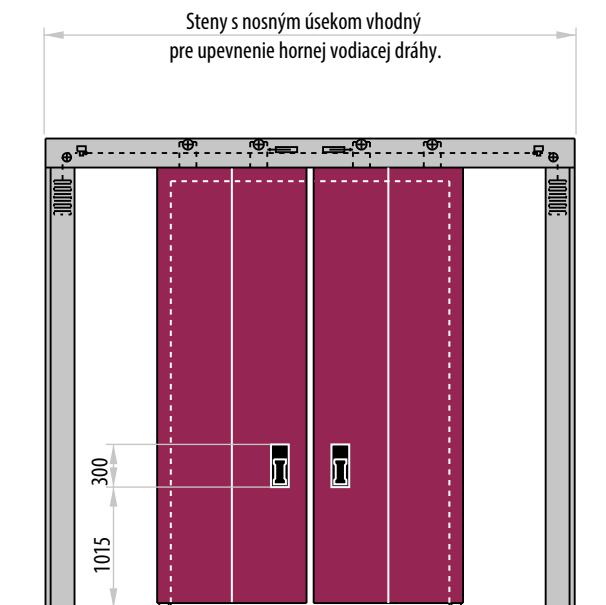 Steny s nosným úsekom vhodný
pre upevnenie hornej vodiacej dráhy.
300
1015